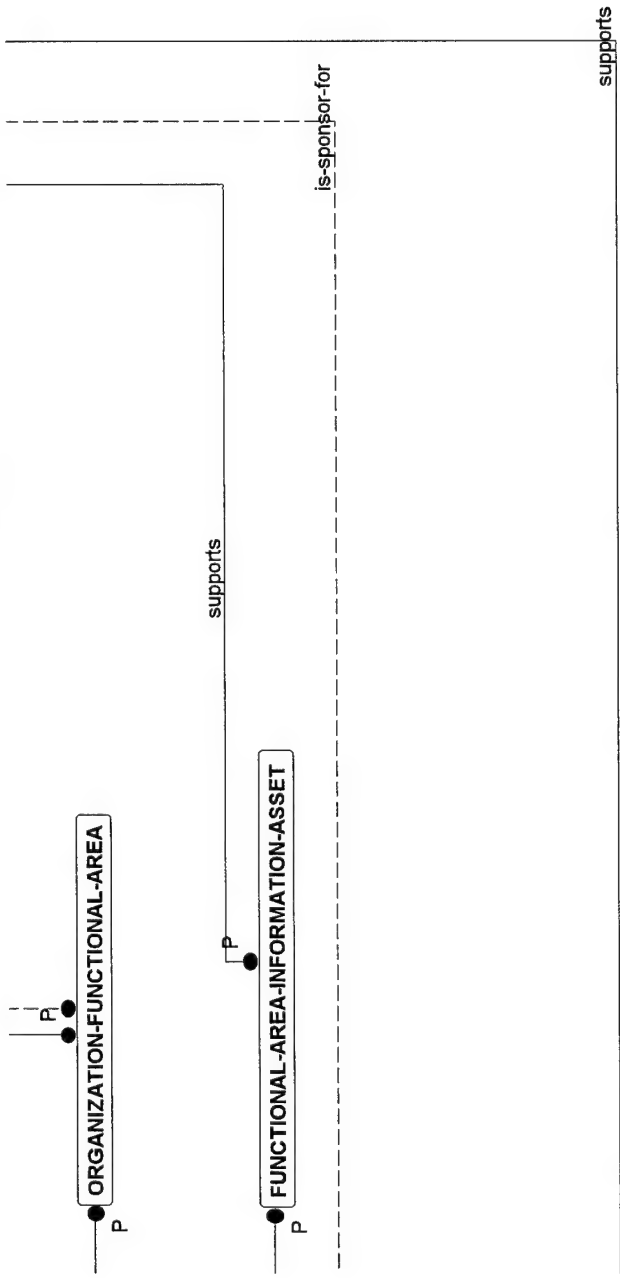 supports
is-sponsor-for
supports
P
ORGANIZATION-FUNCTIONAL-AREA
P
P
FUNCTIONAL-AREA-INFORMATION-ASSET
P